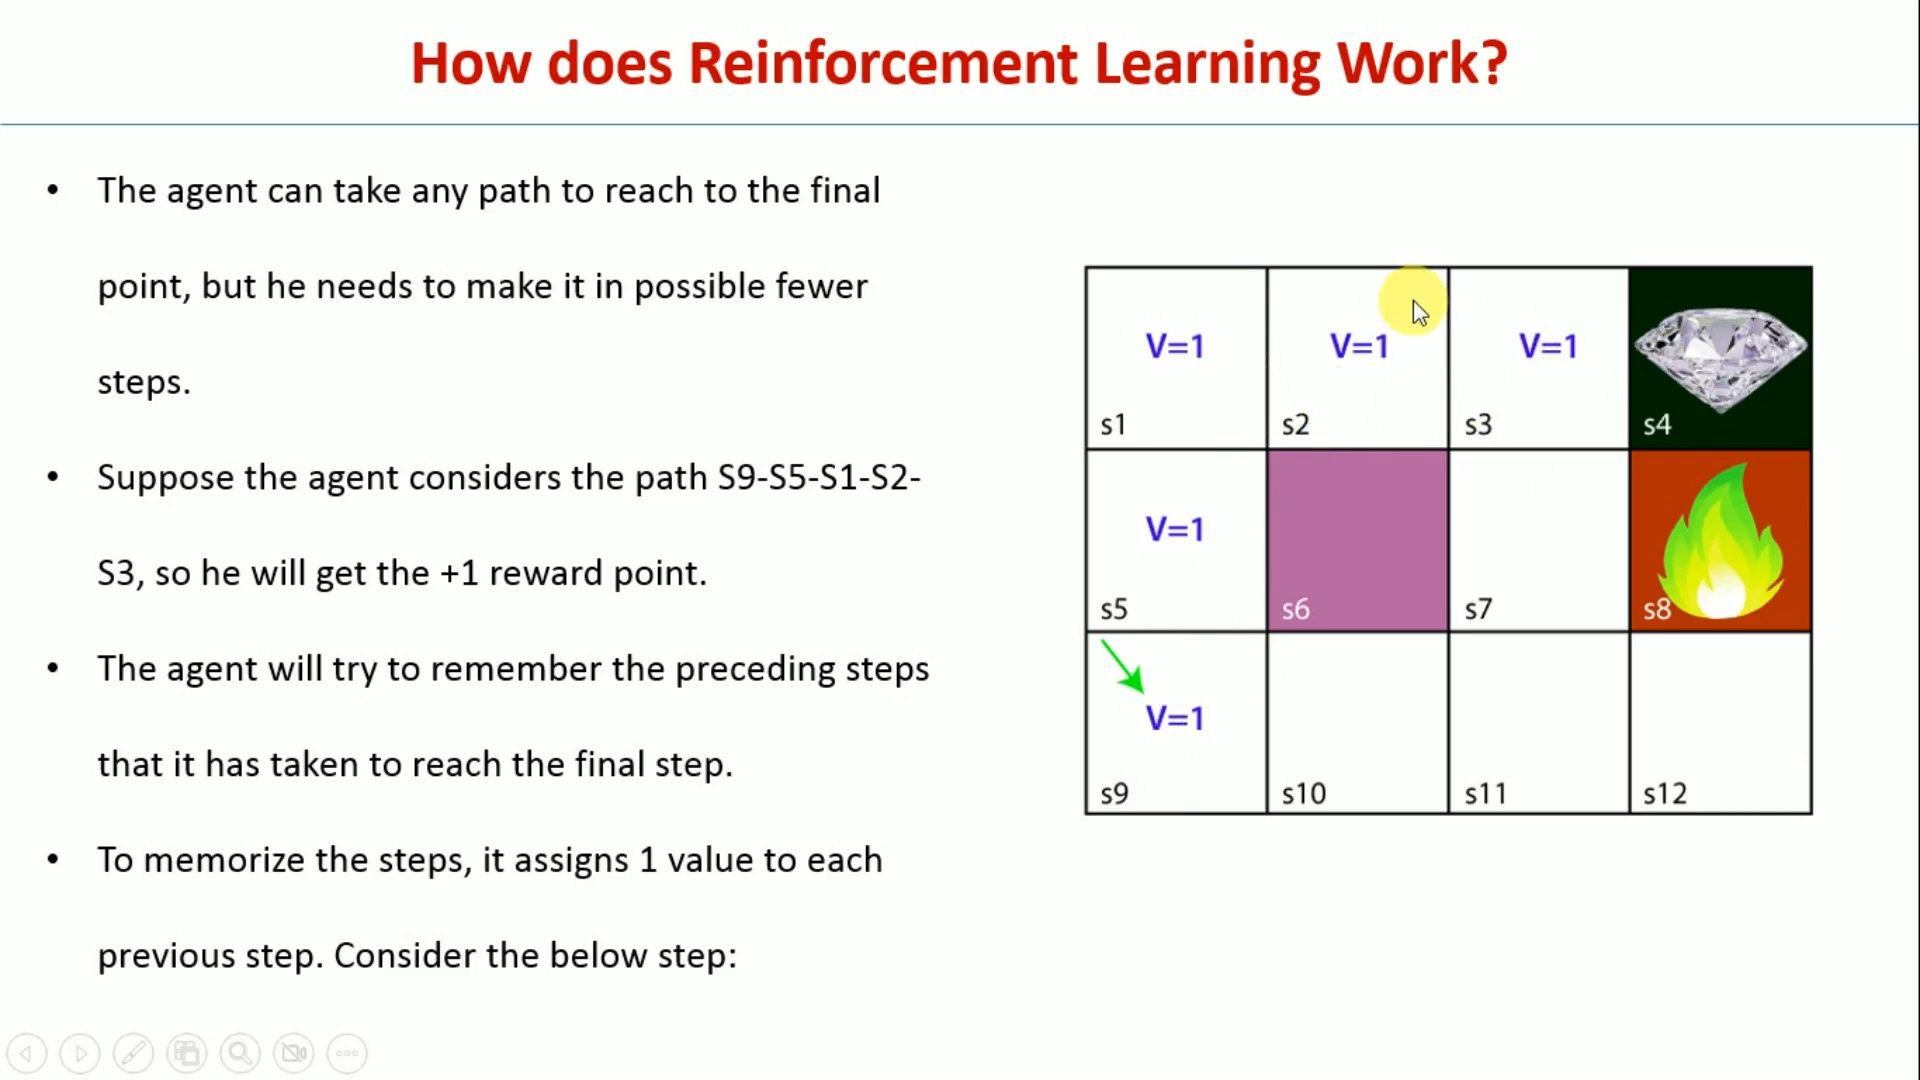 How does Reinforcement Learning Work?
• The agent can take any path to reach to the final
point, but he needs to make it in possible fewer
steps.
• Suppose the agent considers the path S9-S5-S1-S2-
S3, so he will get the +1 reward point.
• The agent will try to remember the preceding steps
that it has taken to reach the final step.
• To memorize the steps, it assigns 1 value to each
previous step. Consider the below step:
V=1 V=1 V=1
s1 s2 s3 s4
V=1
s5 s6 s7 s8
V=1
s9 s10 s11 s12